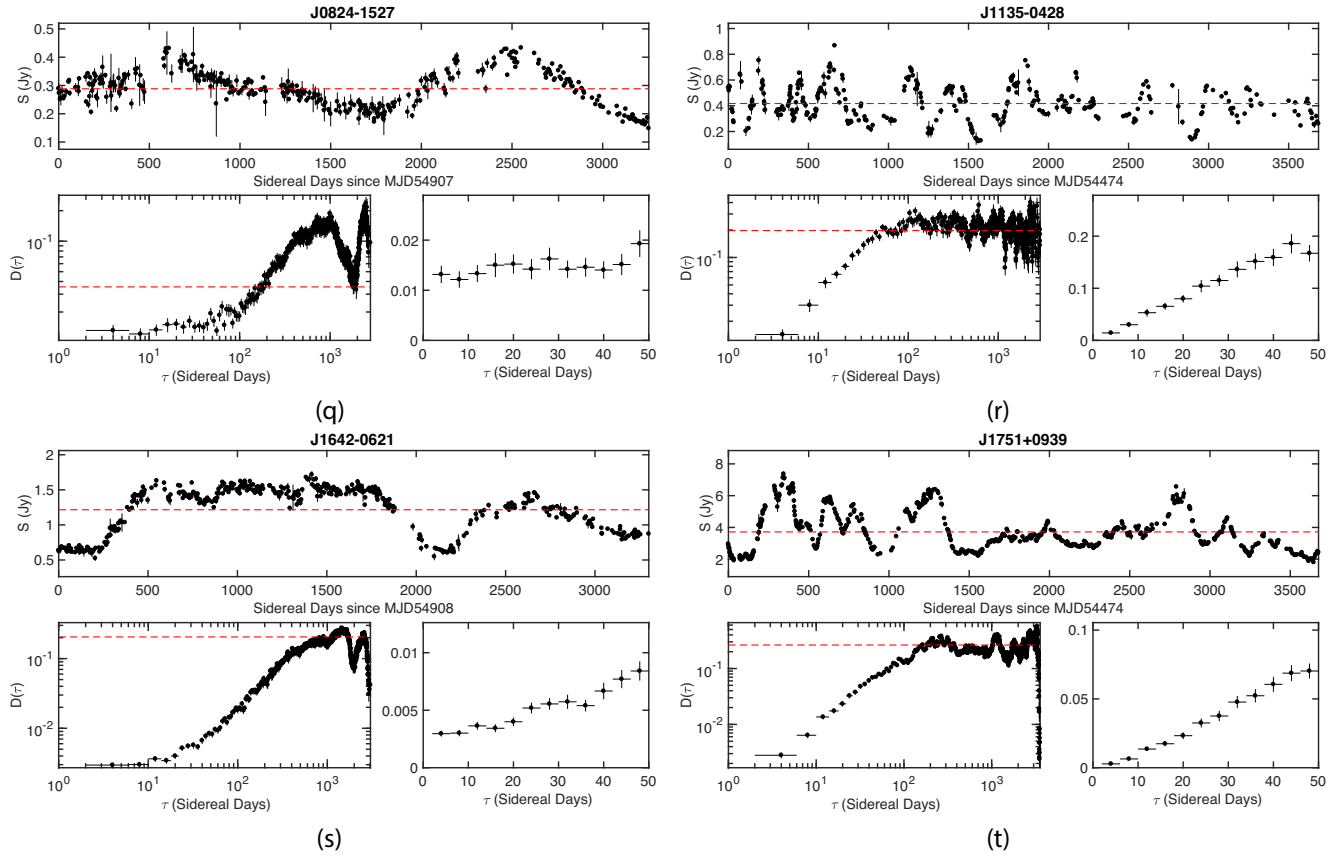 J0824-1527
S (Jy)
0.5
0.4
0.3
0.2
0.1
0 500 1000 1500 2000 2500 3000
Sidereal Days since MJD54907
D(τ)
10^-1
10^0 10^1 10^2 10^3
τ (Sidereal Days)
0.02
0.01
0
0 10 20 30 40 50
τ (Sidereal Days)
(q)
J1135-0428
S (Jy)
1
0.8
0.6
0.4
0.2
0 500 1000 1500 2000 2500 3000 3500
Sidereal Days since MJD54474
D(τ)
10^-1
10^0 10^1 10^2 10^3
τ (Sidereal Days)
0.2
0.1
0
0 10 20 30 40 50
τ (Sidereal Days)
(r)
J1642-0621
S (Jy)
2
1.5
1
0.5
0 500 1000 1500 2000 2500 3000
Sidereal Days since MJD54908
D(τ)
10^-1
10^-2
10^0 10^1 10^2 10^3
τ (Sidereal Days)
0.01
0.005
0
0 10 20 30 40 50
τ (Sidereal Days)
(s)
J1751+0939
S (Jy)
8
6
4
2
0 500 1000 1500 2000 2500 3000 3500
Sidereal Days since MJD54474
D(τ)
10^-1
10^-2
10^0 10^1 10^2 10^3
τ (Sidereal Days)
0.1
0.05
0
0 10 20 30 40 50
τ (Sidereal Days)
(t)